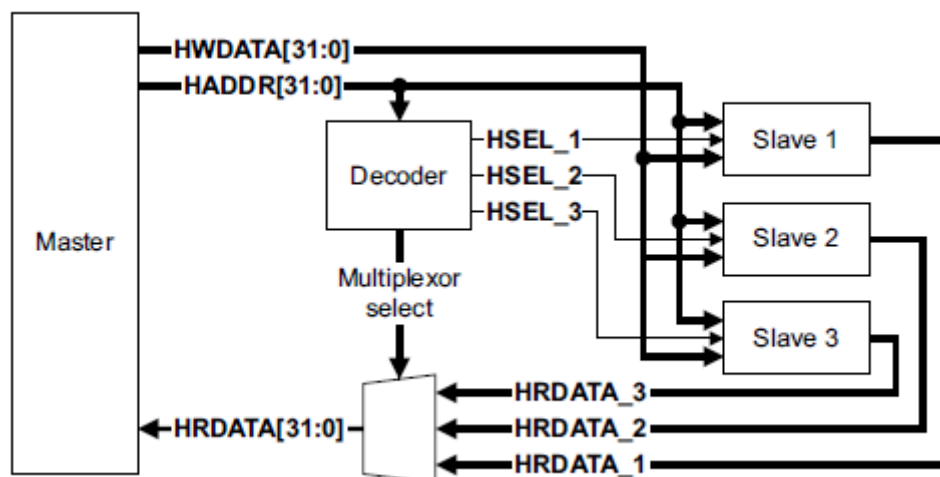 HWDATA[31:0]
HADDR[31:0]
HSEL_1
Slave 1
Decoder
HSEL_2
HSEL_3
Master
Slave 2
Multiplexor
select
Slave 3
HRDATA_3
HRDATA[31:0]
HRDATA_2
HRDATA_1